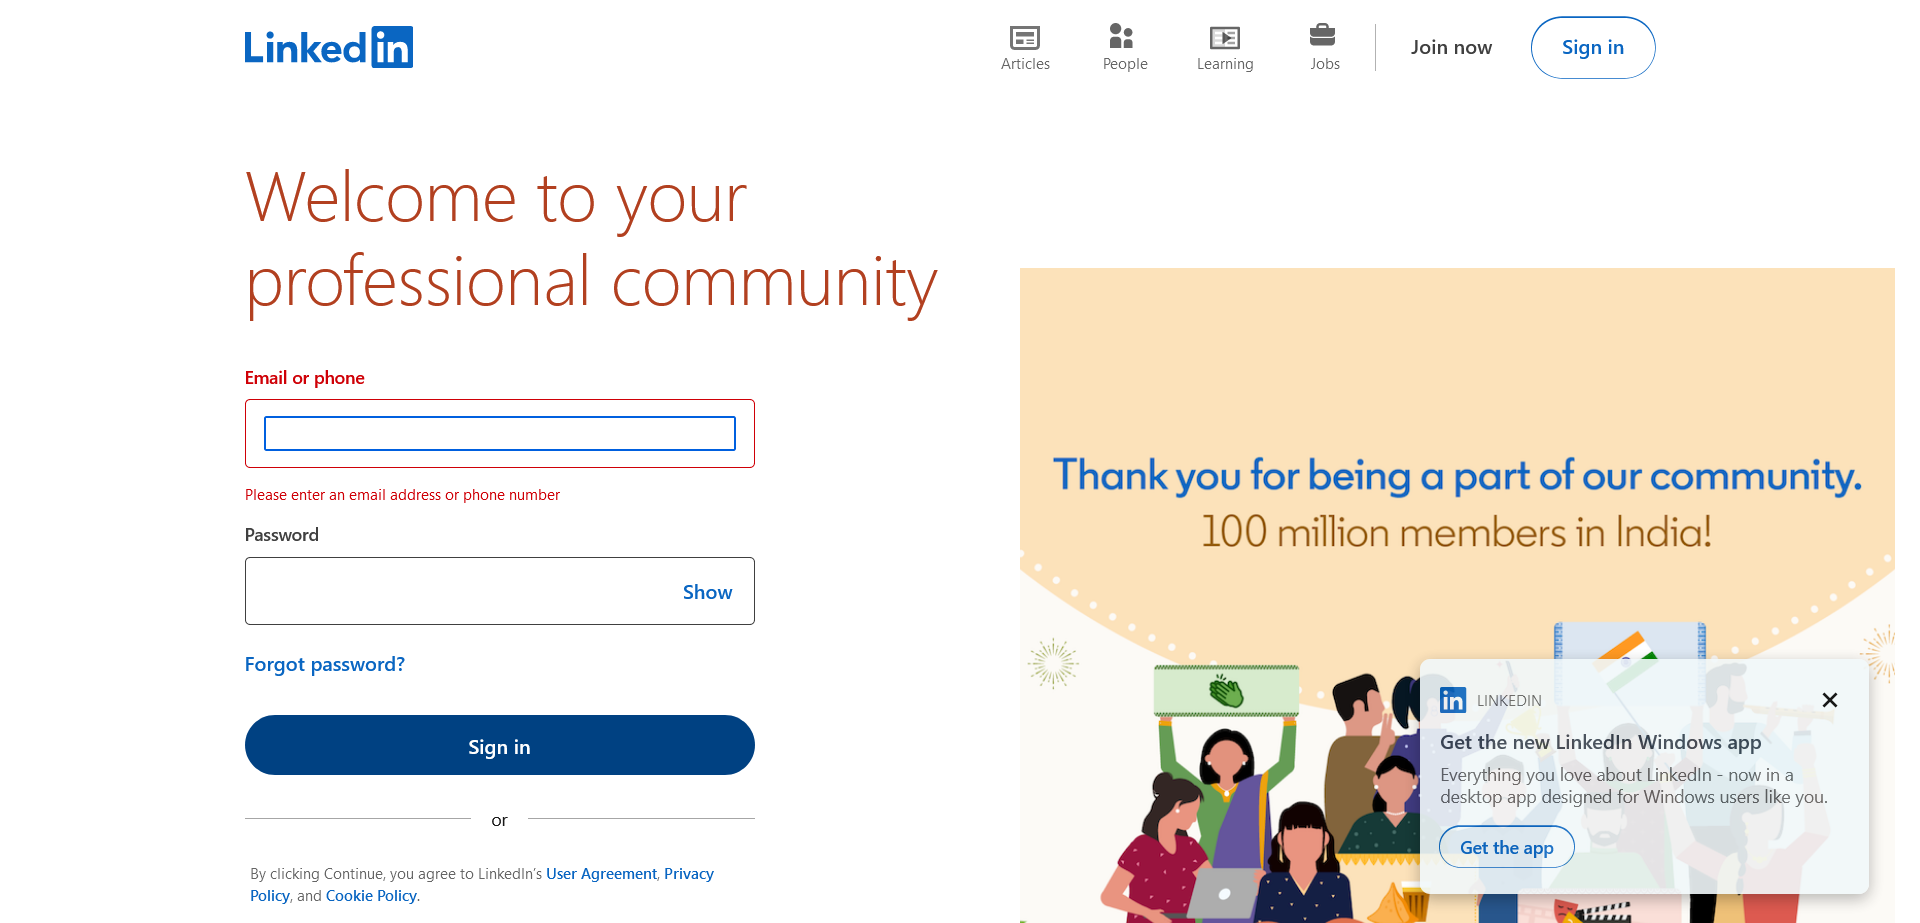 Linked in
Articles
People
Learning
Jobs
Join now
Sign in
Welcome to your
professional community
Email or phone
Please enter an email address or phone number
Password
Show
Forgot password?
Sign in
or
By clicking Continue, you agree to LinkedIn's User Agreement, Privacy
Policy, and Cookie Policy.
Thank you for being a part of our community.
100 million members in India!
in LINKEDIN
Get the new LinkedIn Windows app
Everything you love about LinkedIn - now in a
desktop app designed for Windows users like you.
Get the app